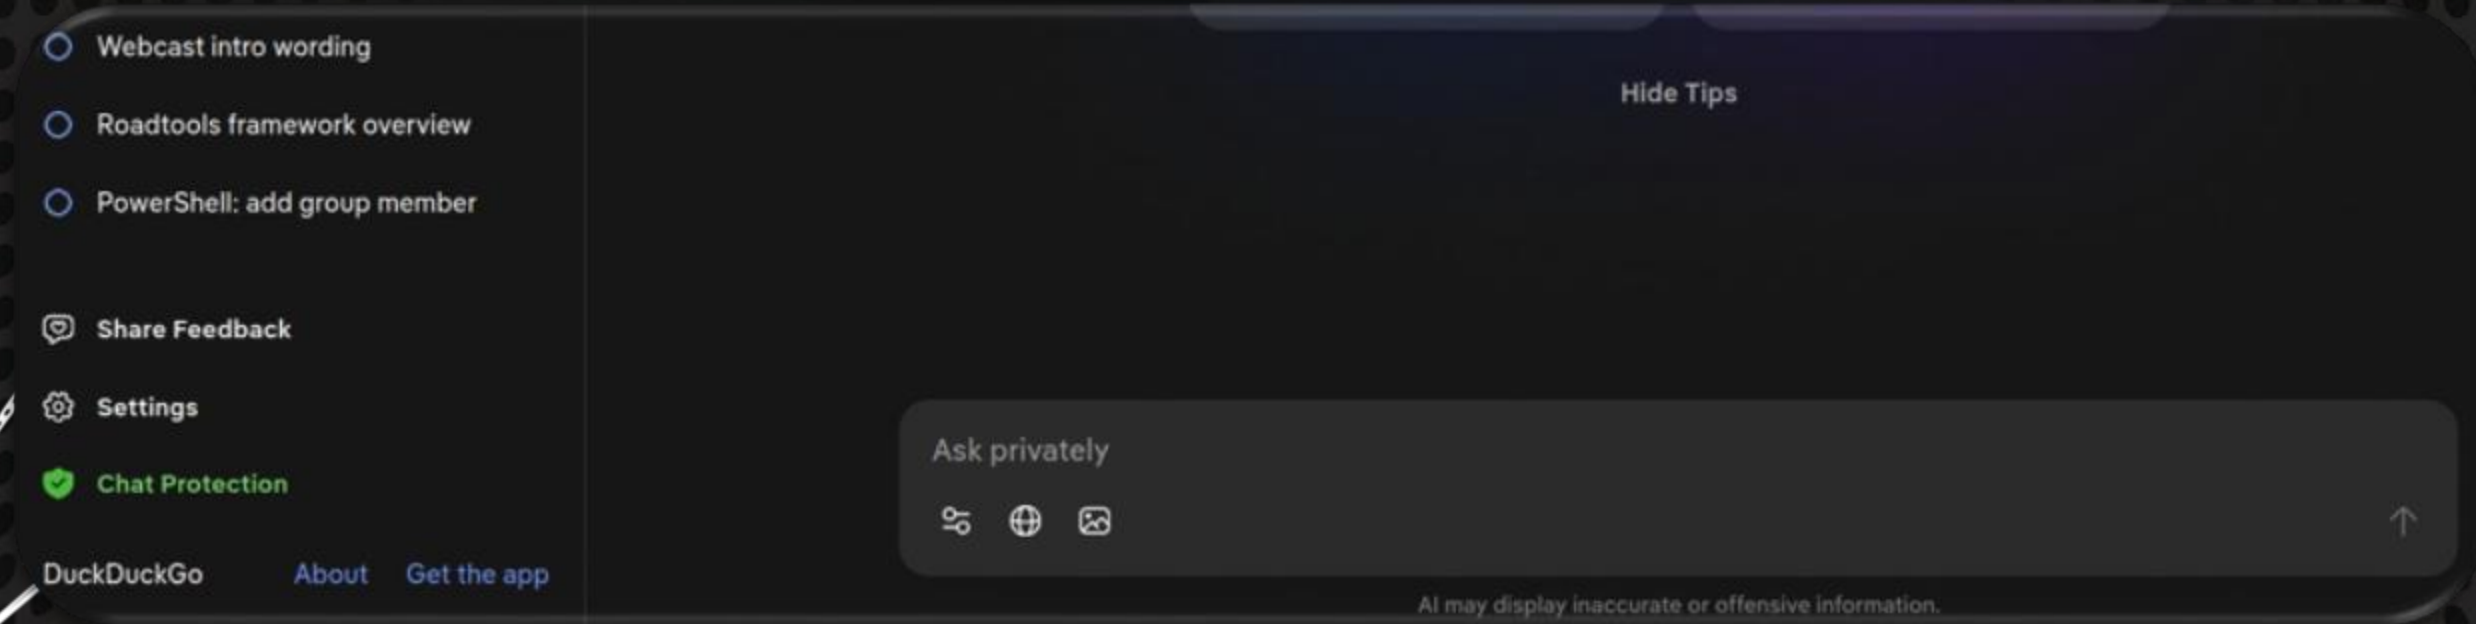 Webcast intro wording
Roadtools framework overview
PowerShell: add group member
Share Feedback
Settings
Chat Protection
DuckDuckGo About Get the app
Hide Tips
Ask privately
AI may display inaccurate or offensive information.